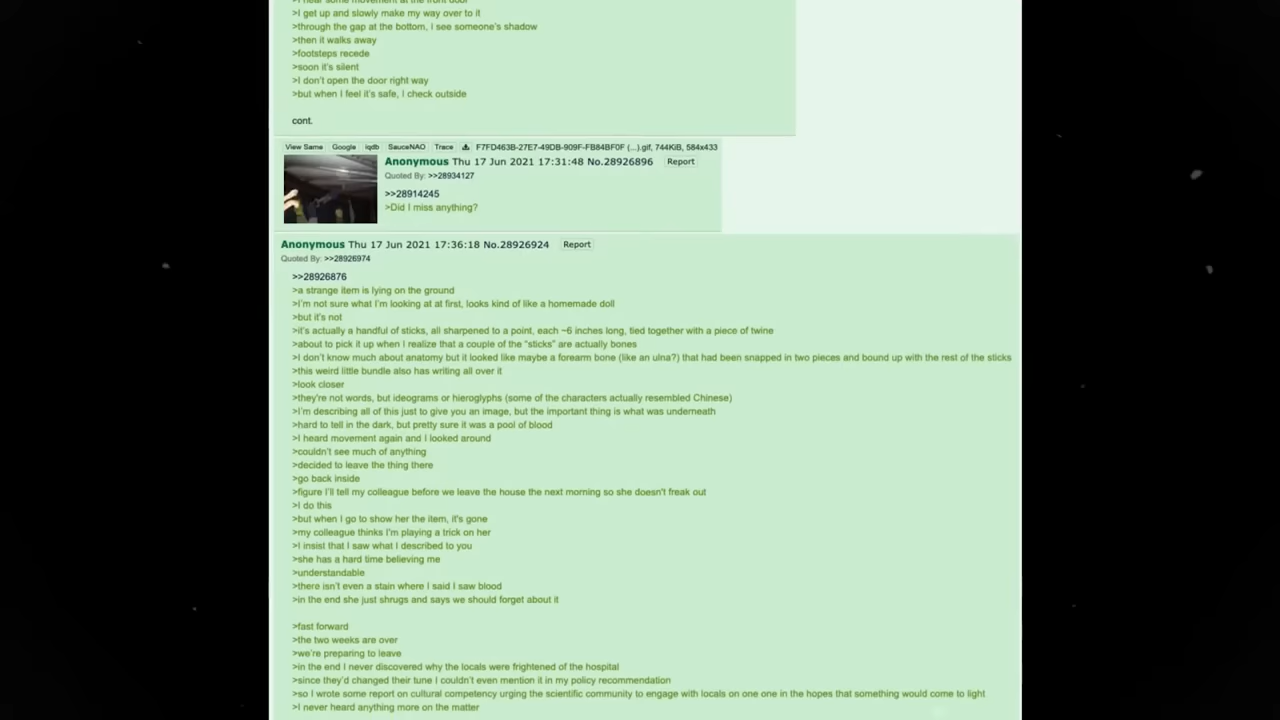 >I hear some movement at the front door
>I get up and slowly make my way over to it
>through the gap at the bottom, I see someone's shadow
>then it walks away
>footsteps recede
>soon it's silent
>I don't open the door right way
>but when I feel it's safe, I check outside
cont.
View Same Google iqdb SauceNAO Trace F7FD463B-27E7-49DB-909F-FB84BF0F (...).gif, 744KiB, 584x433
Anonymous Thu 17 Jun 2021 17:31:48 No.28926896 Report
Quoted By: >>28934127
>>28914245
>Did I miss anything?
Anonymous Thu 17 Jun 2021 17:36:18 No.28926924 Report
Quoted By: >>28926974
>>28926876
>a strange item is lying on the ground
>I'm not sure what I'm looking at at first, looks kind of like a homemade doll
>but it's not
>it's actually a handful of sticks, all sharpened to a point, each ~6 inches long, tied together with a piece of twine
>about to pick it up when I realize that a couple of the "sticks" are actually bones
>I don't know much about anatomy but it looked like maybe a forearm bone (like an ulna?) that had been snapped in two pieces and bound up with the rest of the sticks
>this weird little bundle also has writing all over it
>look closer
>they're not words, but ideograms or hieroglyphs (some of the characters actually resembled Chinese)
>I'm describing all of this just to give you an image, but the important thing is what was underneath
>hard to tell in the dark, but pretty sure it was a pool of blood
>I heard movement again and I looked around
>couldn't see much of anything
>decided to leave the thing there
>go back inside
>figure I'll tell my colleague before we leave the house the next morning so she doesn't freak out
>I do this
>but when I go to show her the item, it's gone
>my colleague thinks I'm playing a trick on her
>I insist that I saw what I described to you
>she has a hard time believing me
>understandable
>there isn't even a stain where I said I saw blood
>in the end she just shrugs and says we should forget about it
>fast forward
>the two weeks are over
>we're preparing to leave
>in the end I never discovered why the locals were frightened of the hospital
>since they'd changed their tune I couldn't even mention it in my policy recommendation
>so I wrote some report on cultural competency urging the scientific community to engage with locals on one one in the hopes that something would come to light
>I never heard anything more on the matter